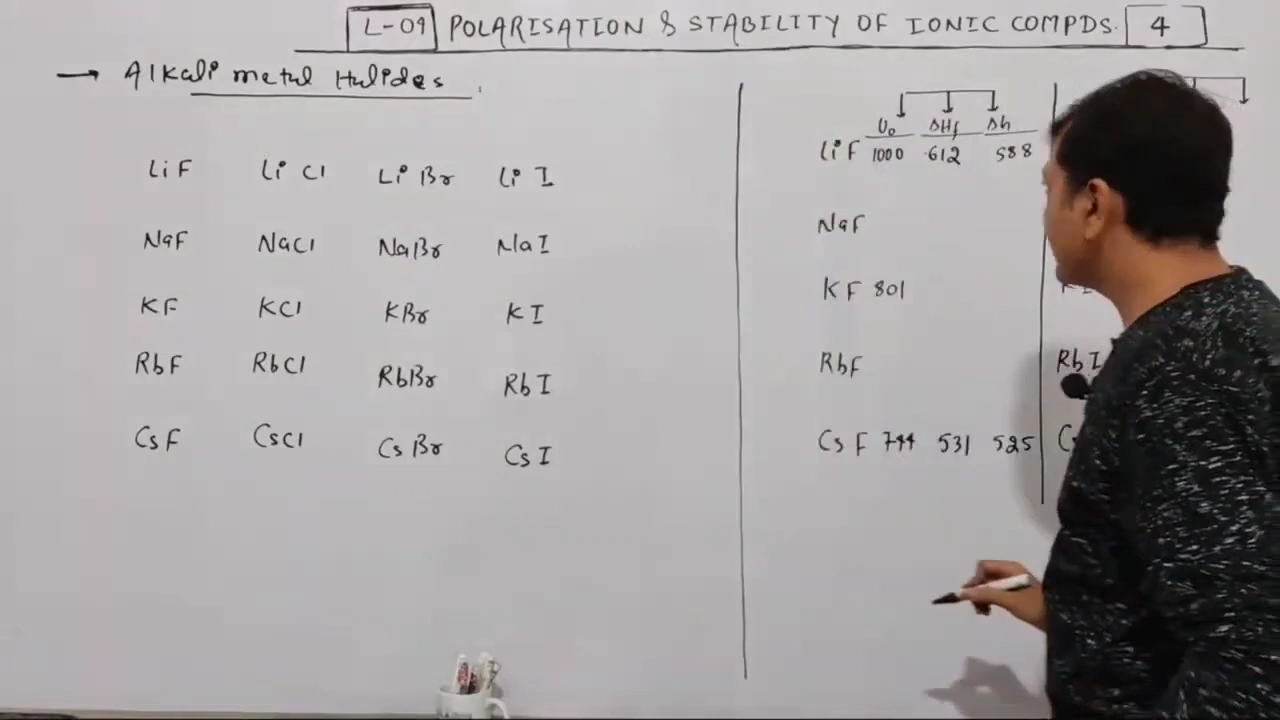 L-09 POLARISATION & STABILITY OF IONIC COMPDS. 4
→ Alkali metal Halides
LiF LiCl LiBr LiI
NaF NaCl NaBr NaI
KF KCl KBr KI
RbF RbCl RbBr RbI
CsF CsCl CsBr CsI
U₀ ΔHf Δh
LiF 1000 612 588
NaF
KF 801
RbF
CsF 744 531 525
RbI